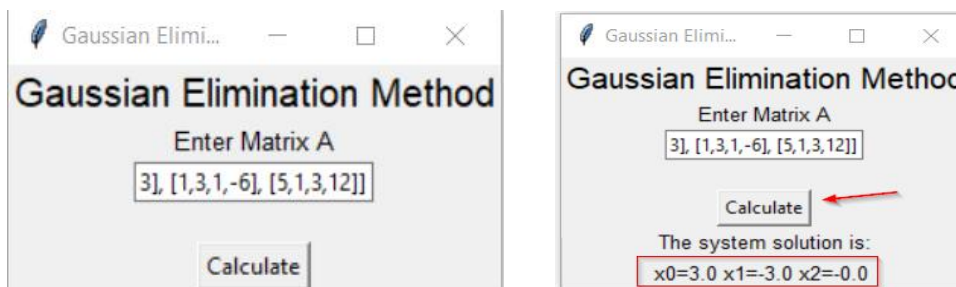 Gaussian Elimi...
Gaussian Elimination Method
Enter Matrix A
3], [1,3,1,-6], [5,1,3,12]]
Calculate
Gaussian Elimi...
Gaussian Elimination Method
Enter Matrix A
3], [1,3,1,-6], [5,1,3,12]]
Calculate
The system solution is:
x0=3.0 x1=-3.0 x2=-0.0